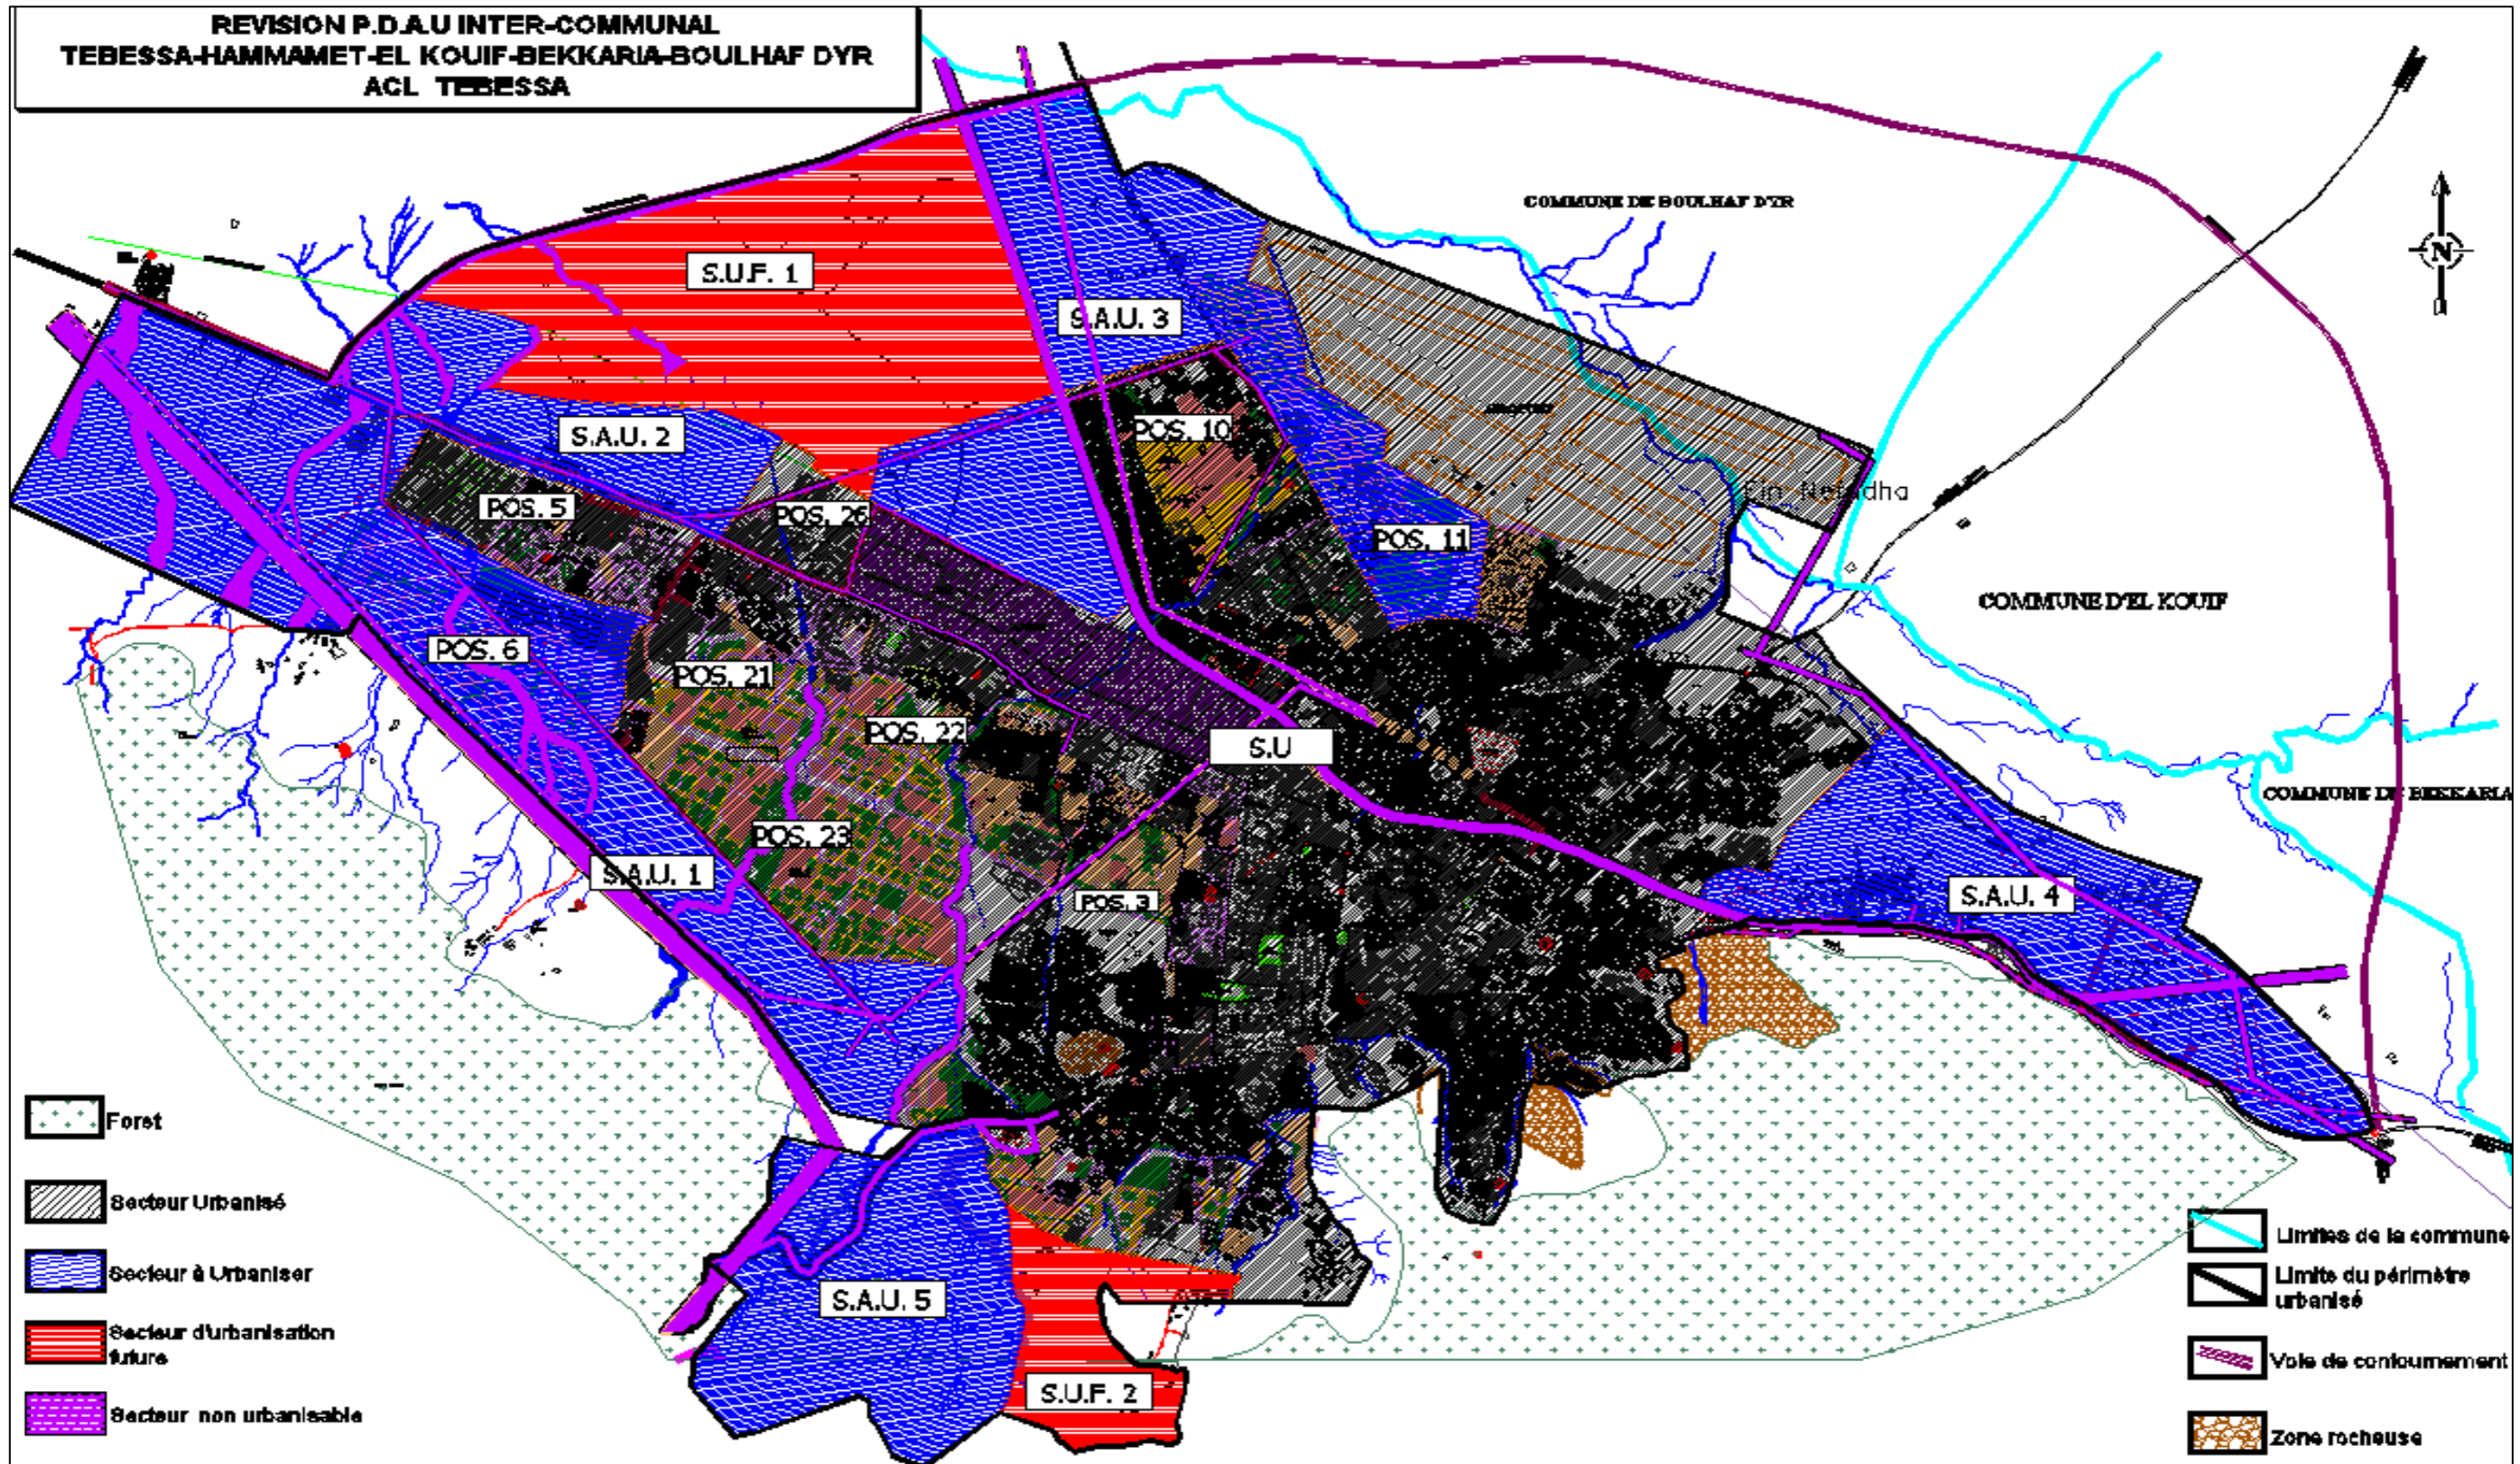 REVISION P.D.A.U INTER-COMMUNAL
TEBESSA-HAMMAMET-EL KOUIF-BEKKARIA-BOULHAF DYR
ACL TEBESSA
COMMUNE DE BOULHAF DYR
N
S.U.F. 1
S.A.U. 3
S.A.U. 2
POS. 10
POS. 5
POS. 26
POS. 11
COMMUNE D'EL KOUIF
POS. 6
POS. 21
POS. 22
S.U
COMMUNE DE BEKKARIA
POS. 23
S.A.U. 1
POS. 3
S.A.U. 4
S.A.U. 5
S.U.F. 2
Foret
Secteur Urbanisé
Secteur à Urbaniser
Secteur d'urbanisation
future
Secteur non urbanisable
Limites de la commune
Limite du périmètre
urbanisé
Voie de contournement
Zone rocheuse